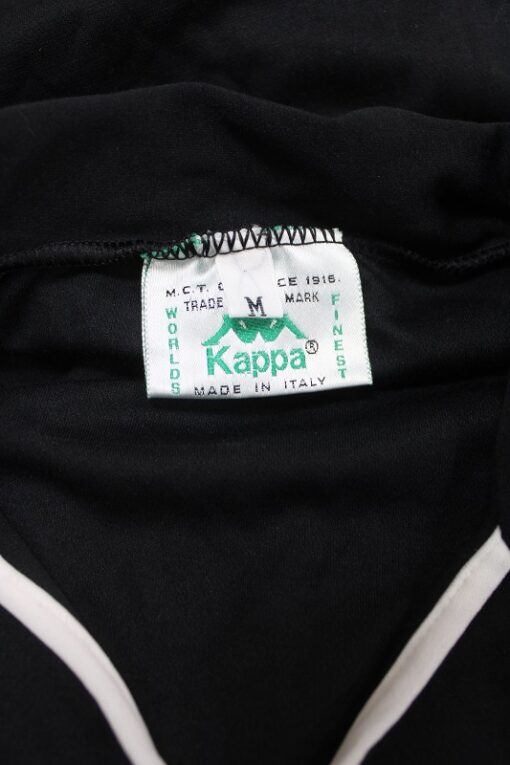 M.C.T. CE 1916.
TRADE MARK
M
WORLDS
FINEST
Kappa®
MADE IN ITALY